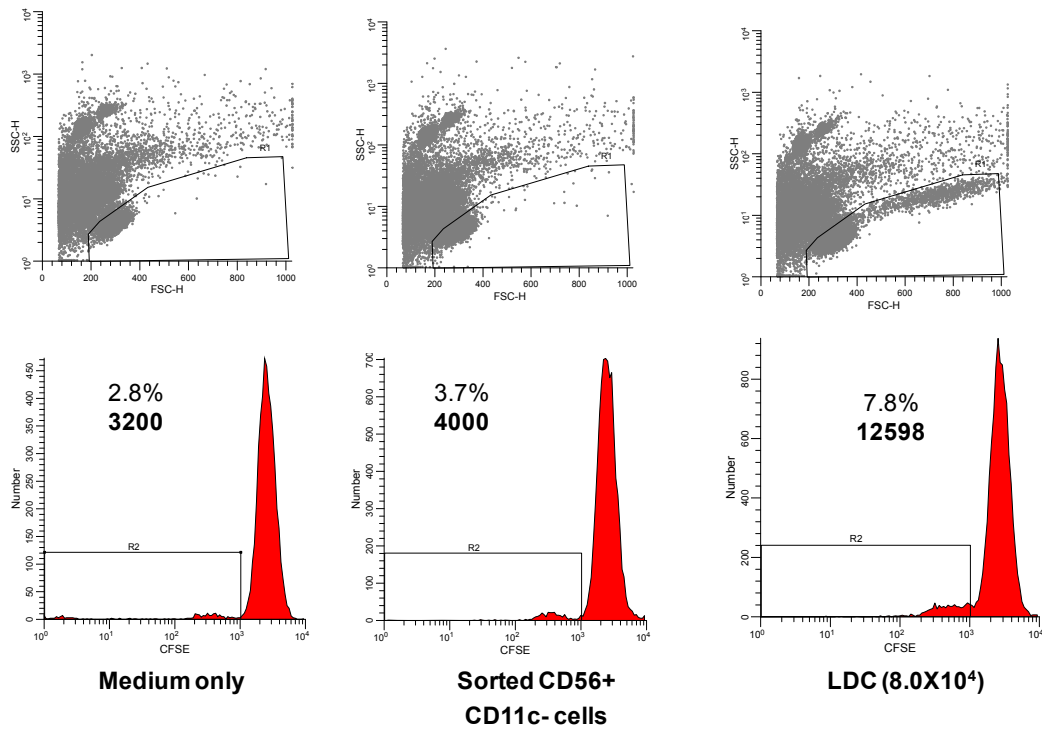 10⁴
10³
10²
10¹
10⁰
SSC-H
R1
0 200 400 600 800 1000
FSC-H
10⁴
10³
10²
10¹
10⁰
SSC-H
R1
0 200 400 600 800 1000
FSC-H
10⁴
10³
10²
10¹
10⁰
SSC-H
R1
0 200 400 600 800 1000
FSC-H
450
400
350
300
250
200
150
100
50
0
Number
2.8%
3200
R2
10⁰ 10¹ 10² 10³ 10⁴
CFSE
Medium only
700
600
500
400
300
200
100
0
Number
3.7%
4000
R2
10⁰ 10¹ 10² 10³ 10⁴
CFSE
Sorted CD56+
CD11c- cells
800
600
400
200
0
Number
7.8%
12598
R2
10⁰ 10¹ 10² 10³ 10⁴
CFSE
LDC (8.0X10⁴)